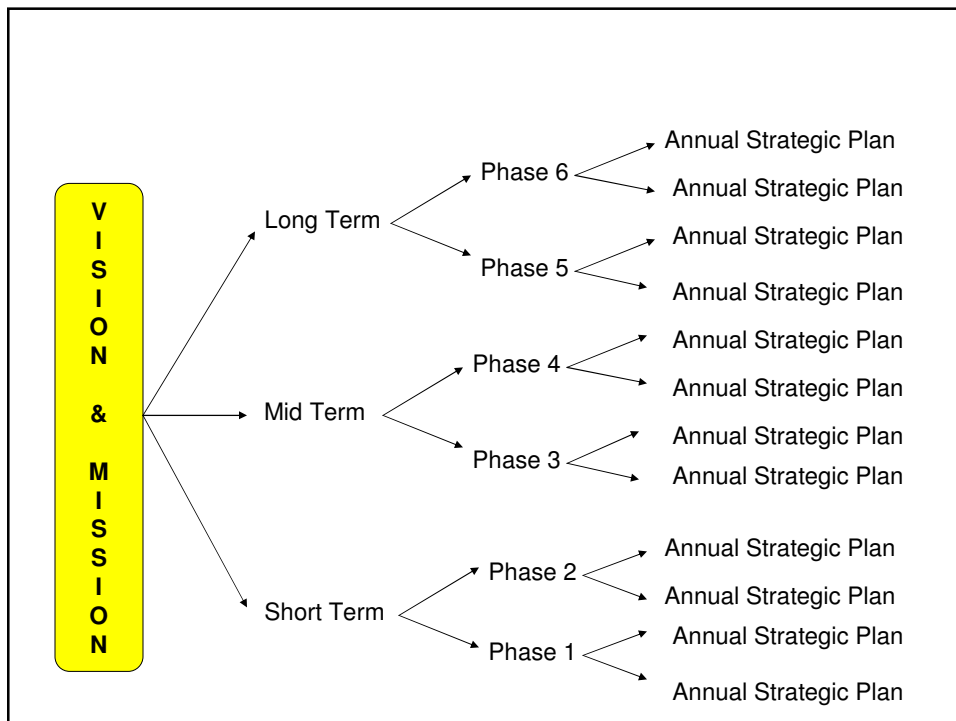 VISION & MISSION
Long Term
Mid Term
Short Term
Phase 6
Phase 5
Phase 4
Phase 3
Phase 2
Phase 1
Annual Strategic Plan
Annual Strategic Plan
Annual Strategic Plan
Annual Strategic Plan
Annual Strategic Plan
Annual Strategic Plan
Annual Strategic Plan
Annual Strategic Plan
Annual Strategic Plan
Annual Strategic Plan
Annual Strategic Plan
Annual Strategic Plan